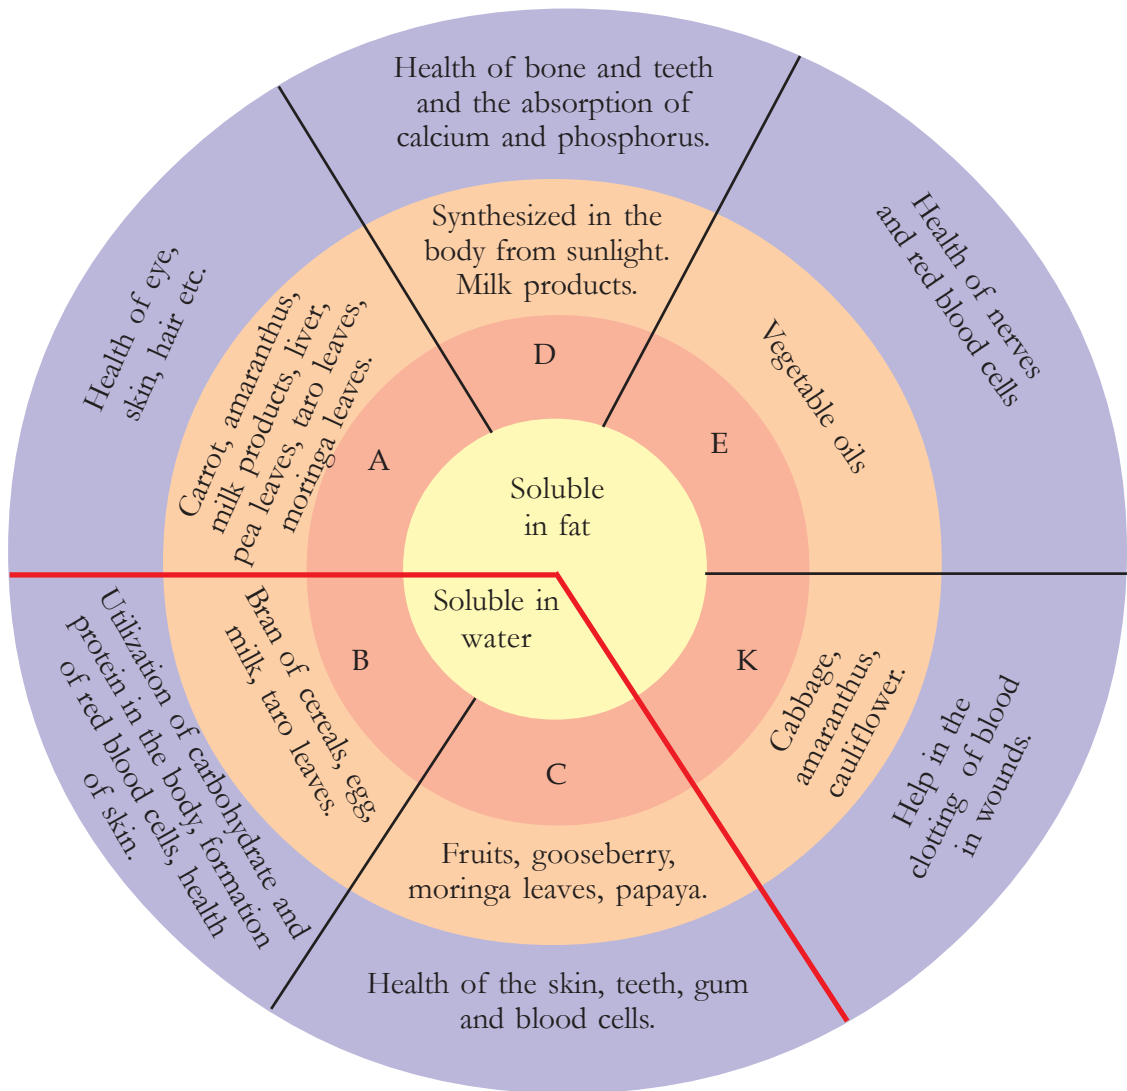 Soluble
in fat
Soluble in
water
A
Carrot, amaranthus,
milk products, liver,
pea leaves, taro leaves,
moringa leaves.
Health of eye,
skin, hair etc.
D
Synthesized in the
body from sunlight.
Milk products.
Health of bone and teeth
and the absorption of
calcium and phosphorus.
E
Vegetable oils
Health of nerves
and red blood cells
K
Cabbage,
amaranthus,
cauliflower.
Help in the
clotting of blood
in wounds.
C
Fruits, gooseberry,
moringa leaves, papaya.
Health of the skin, teeth, gum
and blood cells.
B
Bran of cereals, egg,
milk, taro leaves.
Utilization of carbohydrate and
protein in the body, formation
of red blood cells, health
of skin.